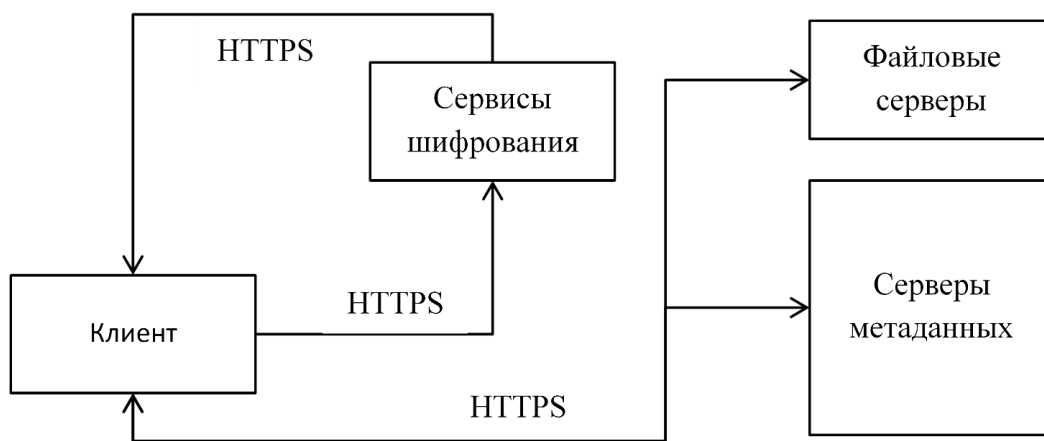 HTTPS
Сервисы
шифрования
Файловые
серверы
Клиент
HTTPS
Серверы
метаданных
HTTPS